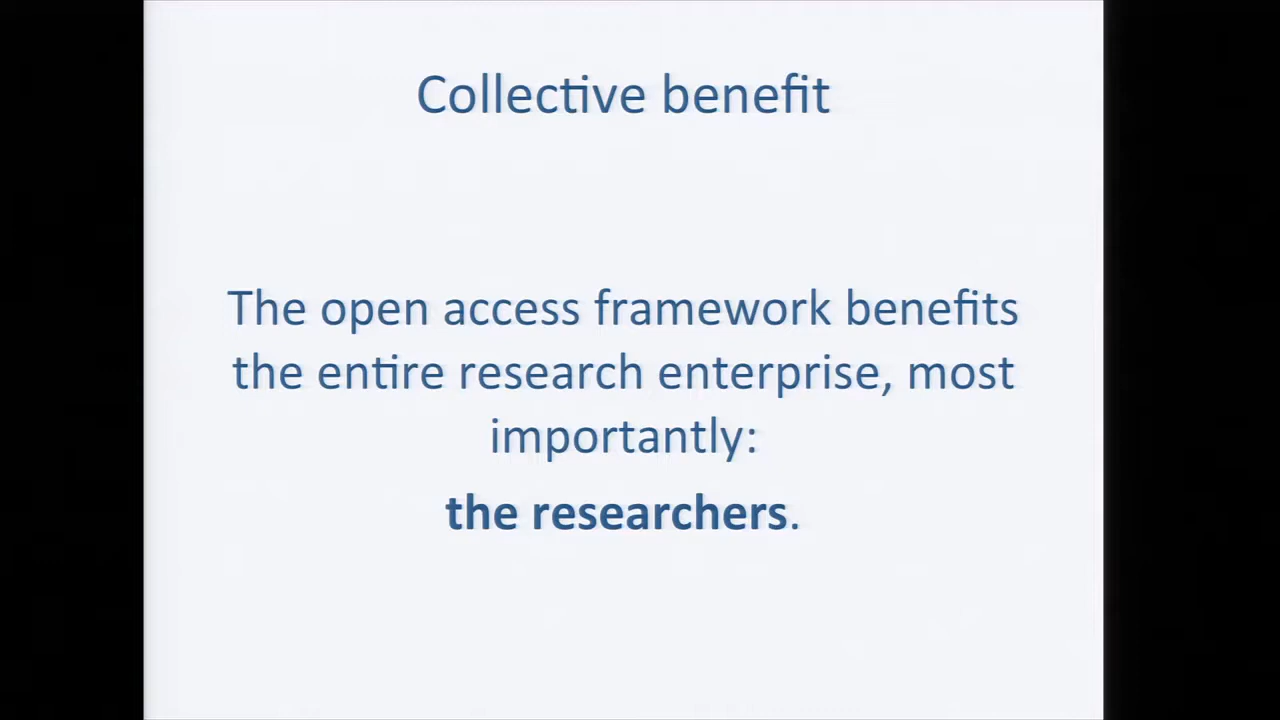 Collective benefit
The open access framework benefits
the entire research enterprise, most
importantly:
the researchers.